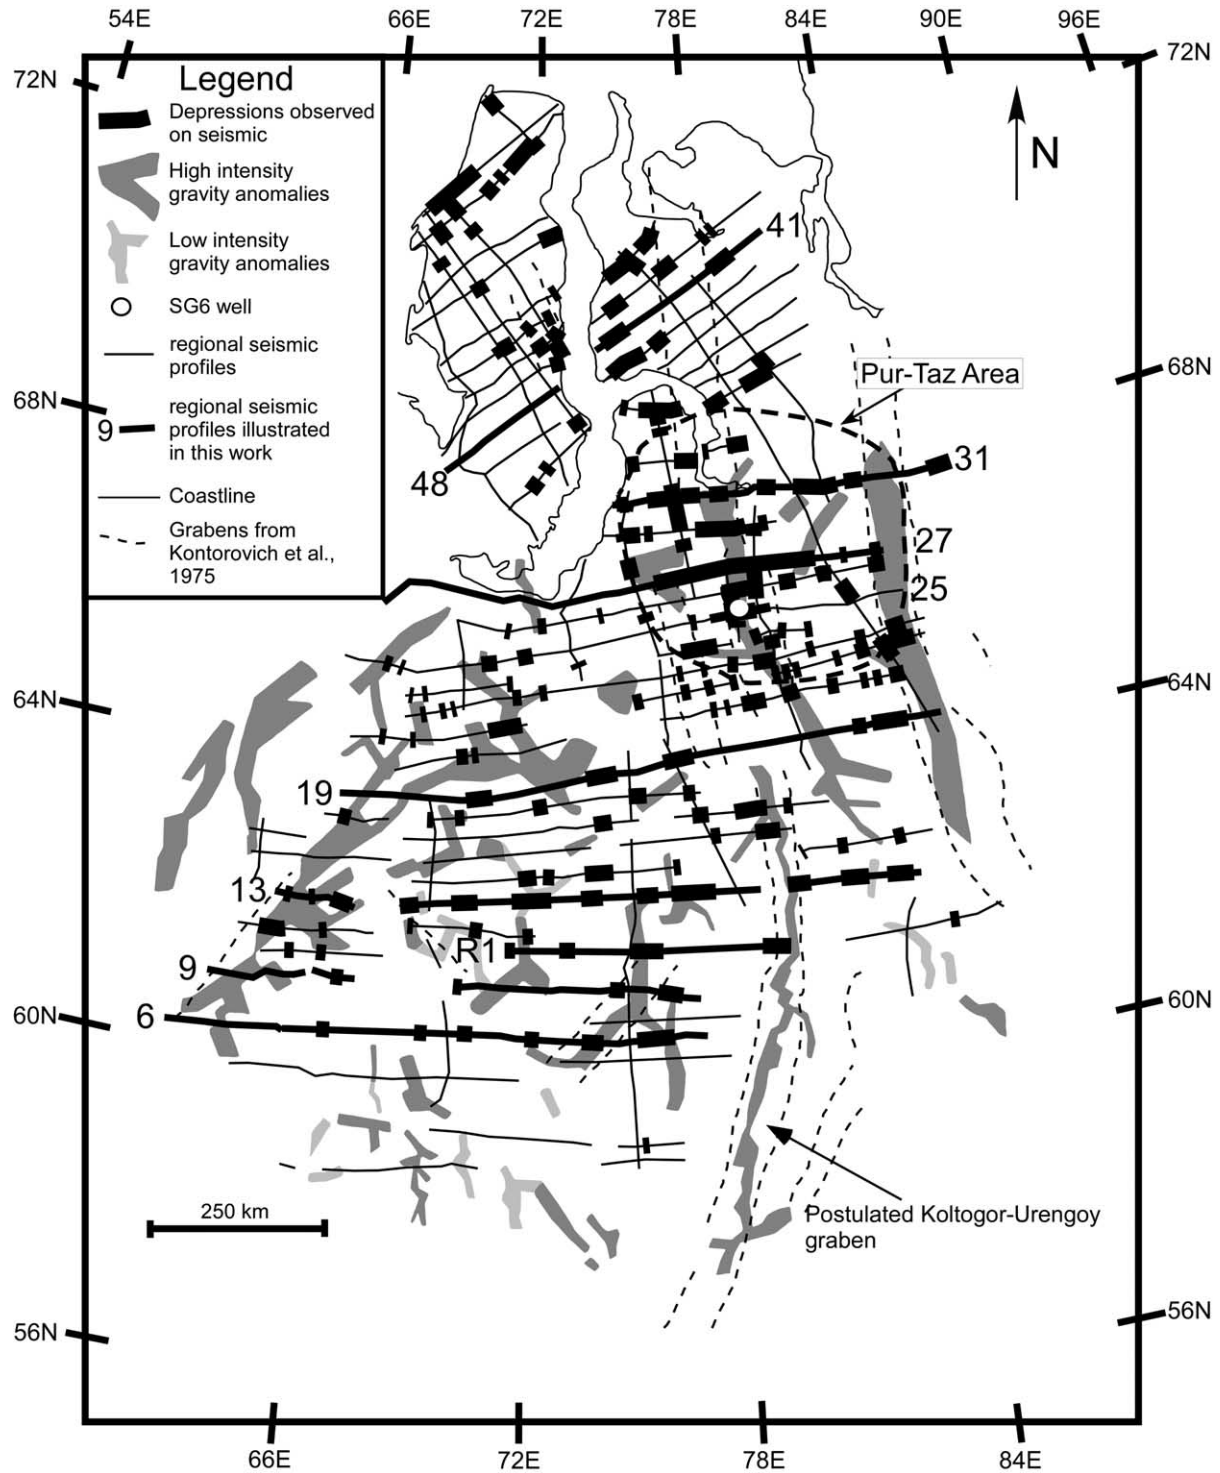 54E 66E 72E 78E 84E 90E 96E
72N 72N
Legend
Depressions observed
on seismic
High intensity
gravity anomalies
Low intensity
gravity anomalies
SG6 well
regional seismic
profiles
9
regional seismic
profiles illustrated
in this work
Coastline
Grabens from
Kontorovich et al.,
1975
N
41
68N 68N
Pur-Taz Area
48
31
27
25
64N 64N
19
13
R1
9
6
60N 60N
250 km
Postulated Koltogor-Urengoy
graben
56N 56N
66E 72E 78E 84E